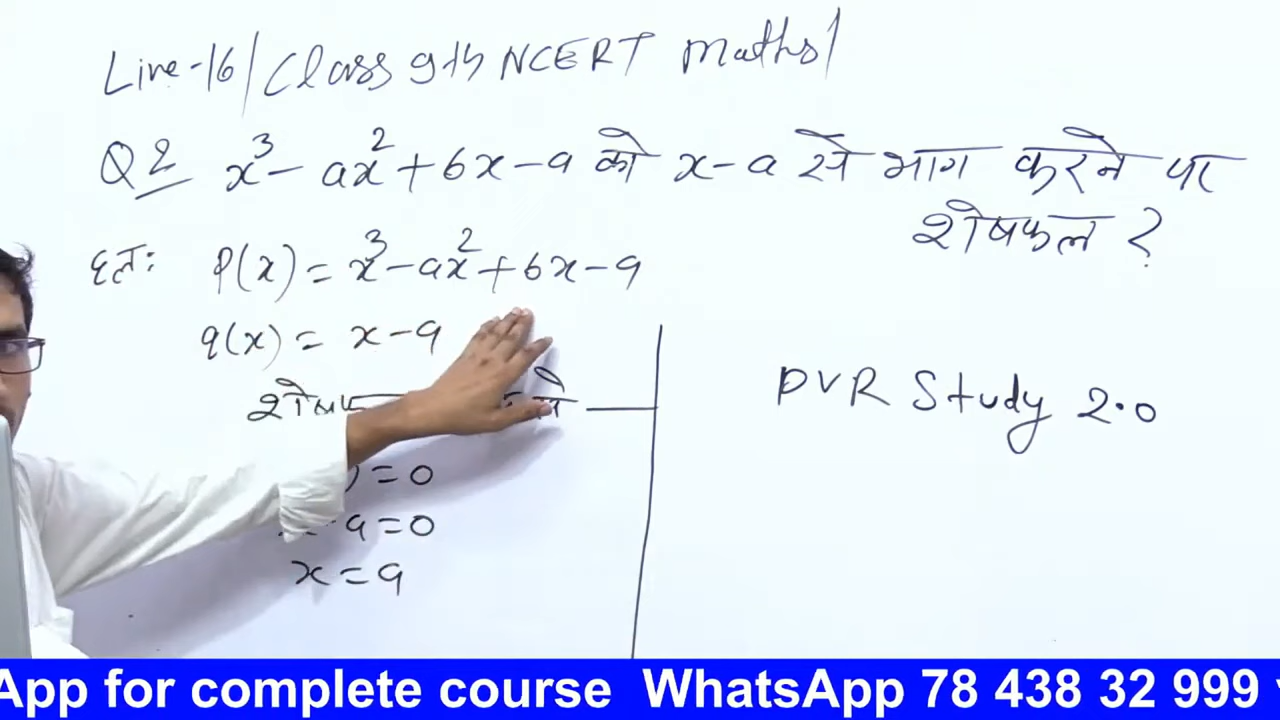 Live-16/Class 9th NCERT Maths/
Q 2 x³-ax²+6x-a को x-a से भाग करने पर
शेषफल ?
हल: P(x) = x³-ax²+6x-a
q(x) = x-a
=0
a=0
x=a
PVR Study 2.0
App for complete course WhatsApp 78 438 32 999